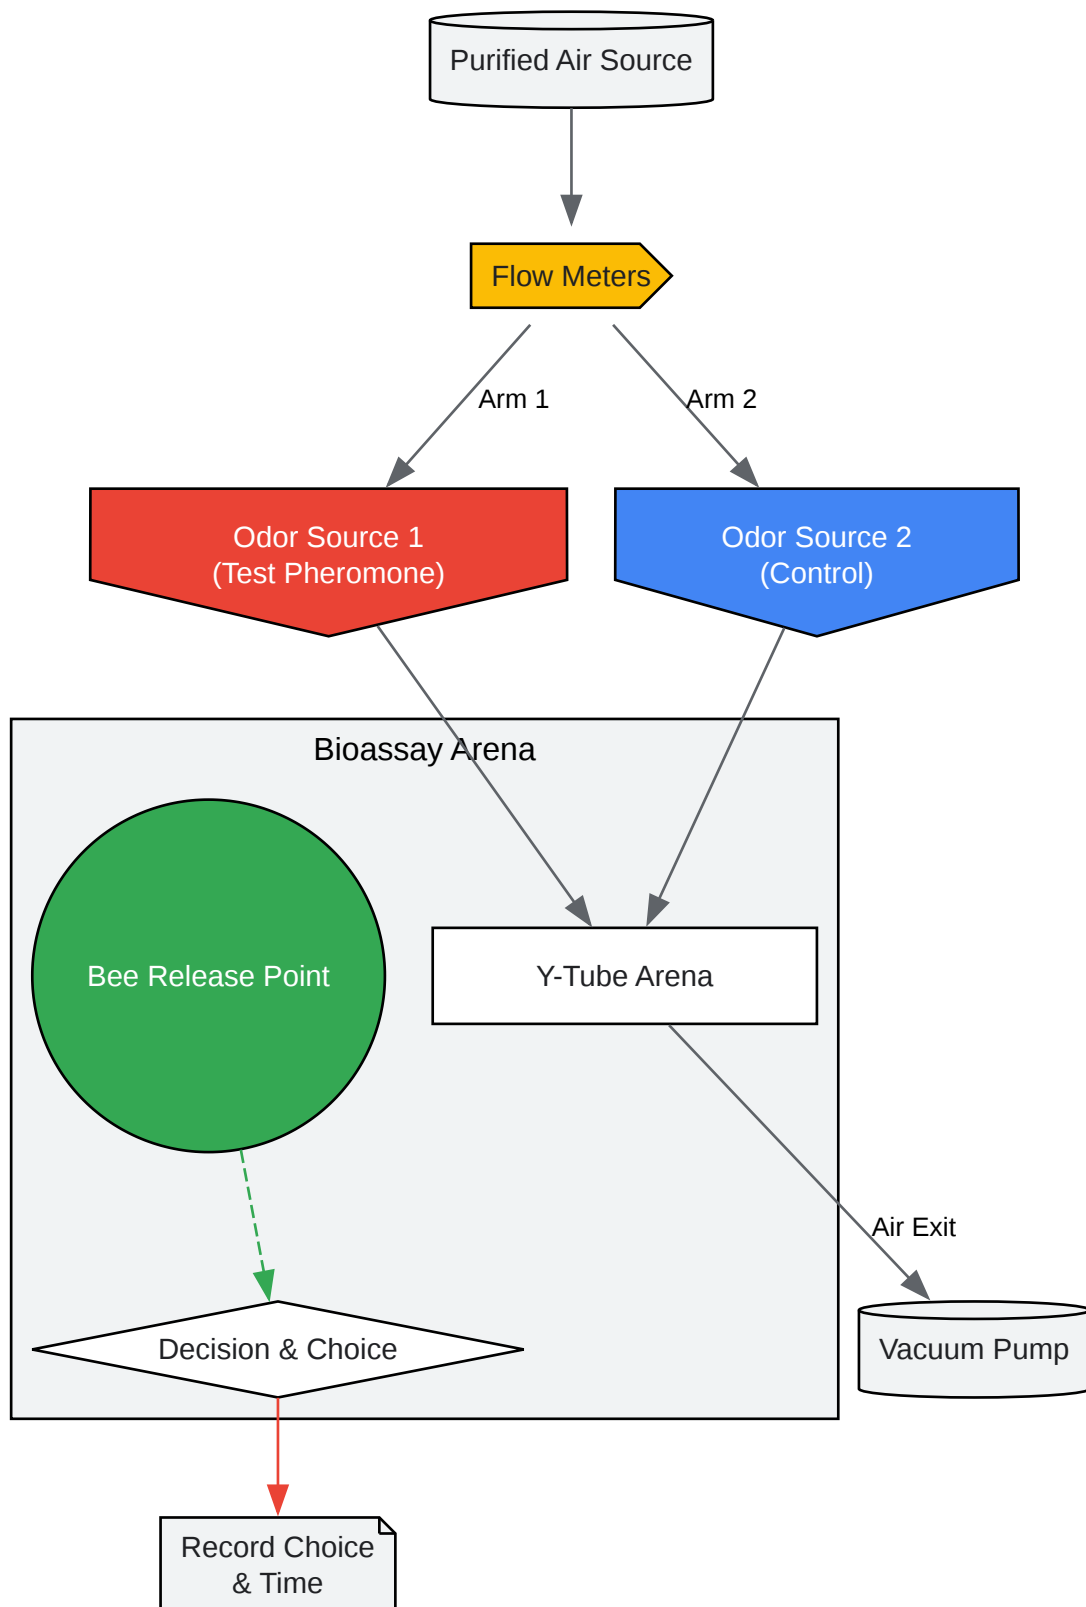 Purified Air Source
Flow Meters
Arm 1
Arm 2
Odor Source 1
(Test Pheromone)
Odor Source 2
(Control)
Bioassay Arena
Bee Release Point
Y-Tube Arena
Air Exit
Decision & Choice
Vacuum Pump
Record Choice
& Time